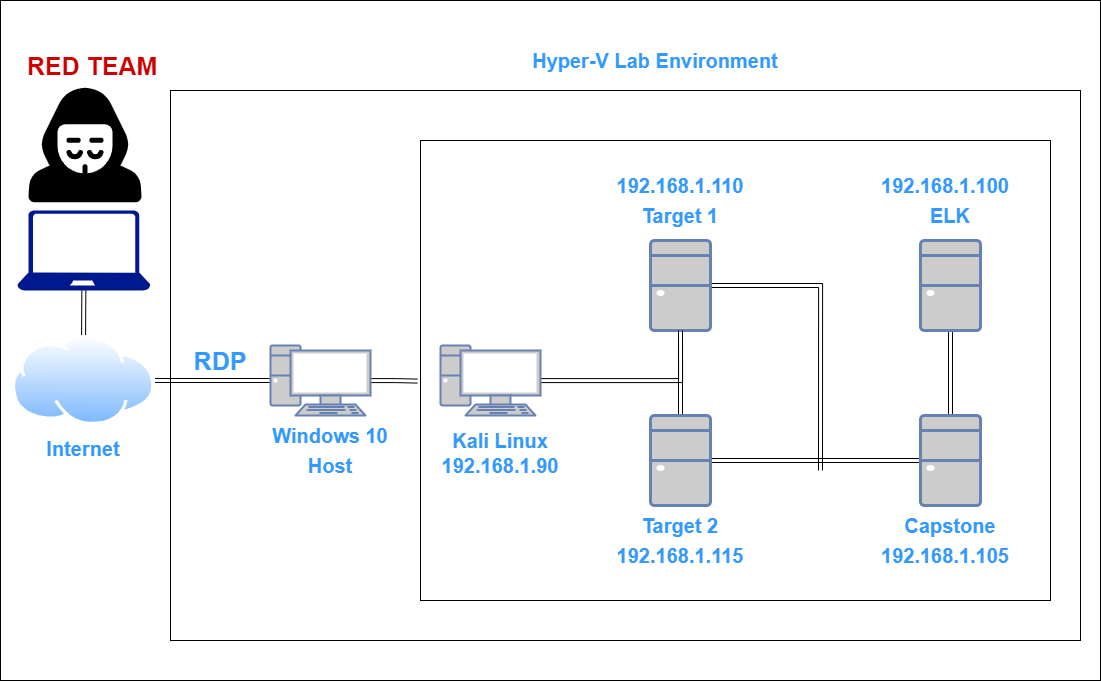 RED TEAM
Hyper-V Lab Environment
192.168.1.110
Target 1
192.168.1.100
ELK
RDP
Internet
Windows 10
Host
Kali Linux
192.168.1.90
Target 2
192.168.1.115
Capstone
192.168.1.105